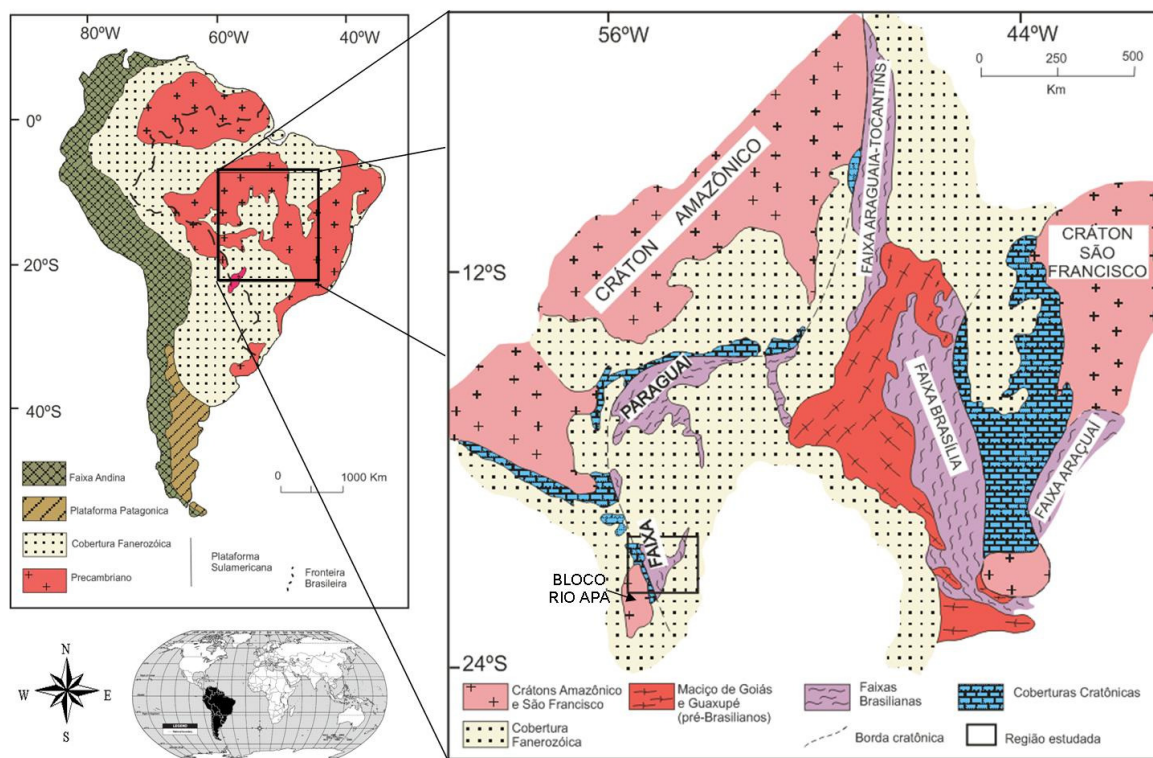 80ºW
60ºW
40ºW
0º
20ºS
40ºS
0
1000 Km
Faixa Andina
Plataforma Patagonica
Cobertura Fanerozóica
Precambriano
Plataforma
Sulamericana
Fronteira
Brasileira
N
W
E
S
LEGEND
56ºW
44ºW
0
250
500
Km
12ºS
24ºS
CRÁTON AMAZÔNICO
FAIXA ARAGUAIA-TOCANTINS
CRÁTON
SÃO
FRANCISCO
PARAGUAI
FAIXA BRASÍLIA
FAIXA ARAÇUAI
FAIXA
BLOCO
RIO APA
Crátons Amazônico
e São Francisco
Maciço de Goiás
e Guaxupé
(pré-Brasilianos)
Faixas
Brasilianas
Coberturas Cratônicas
Cobertura
Fanerozóica
Borda cratônica
Região estudada